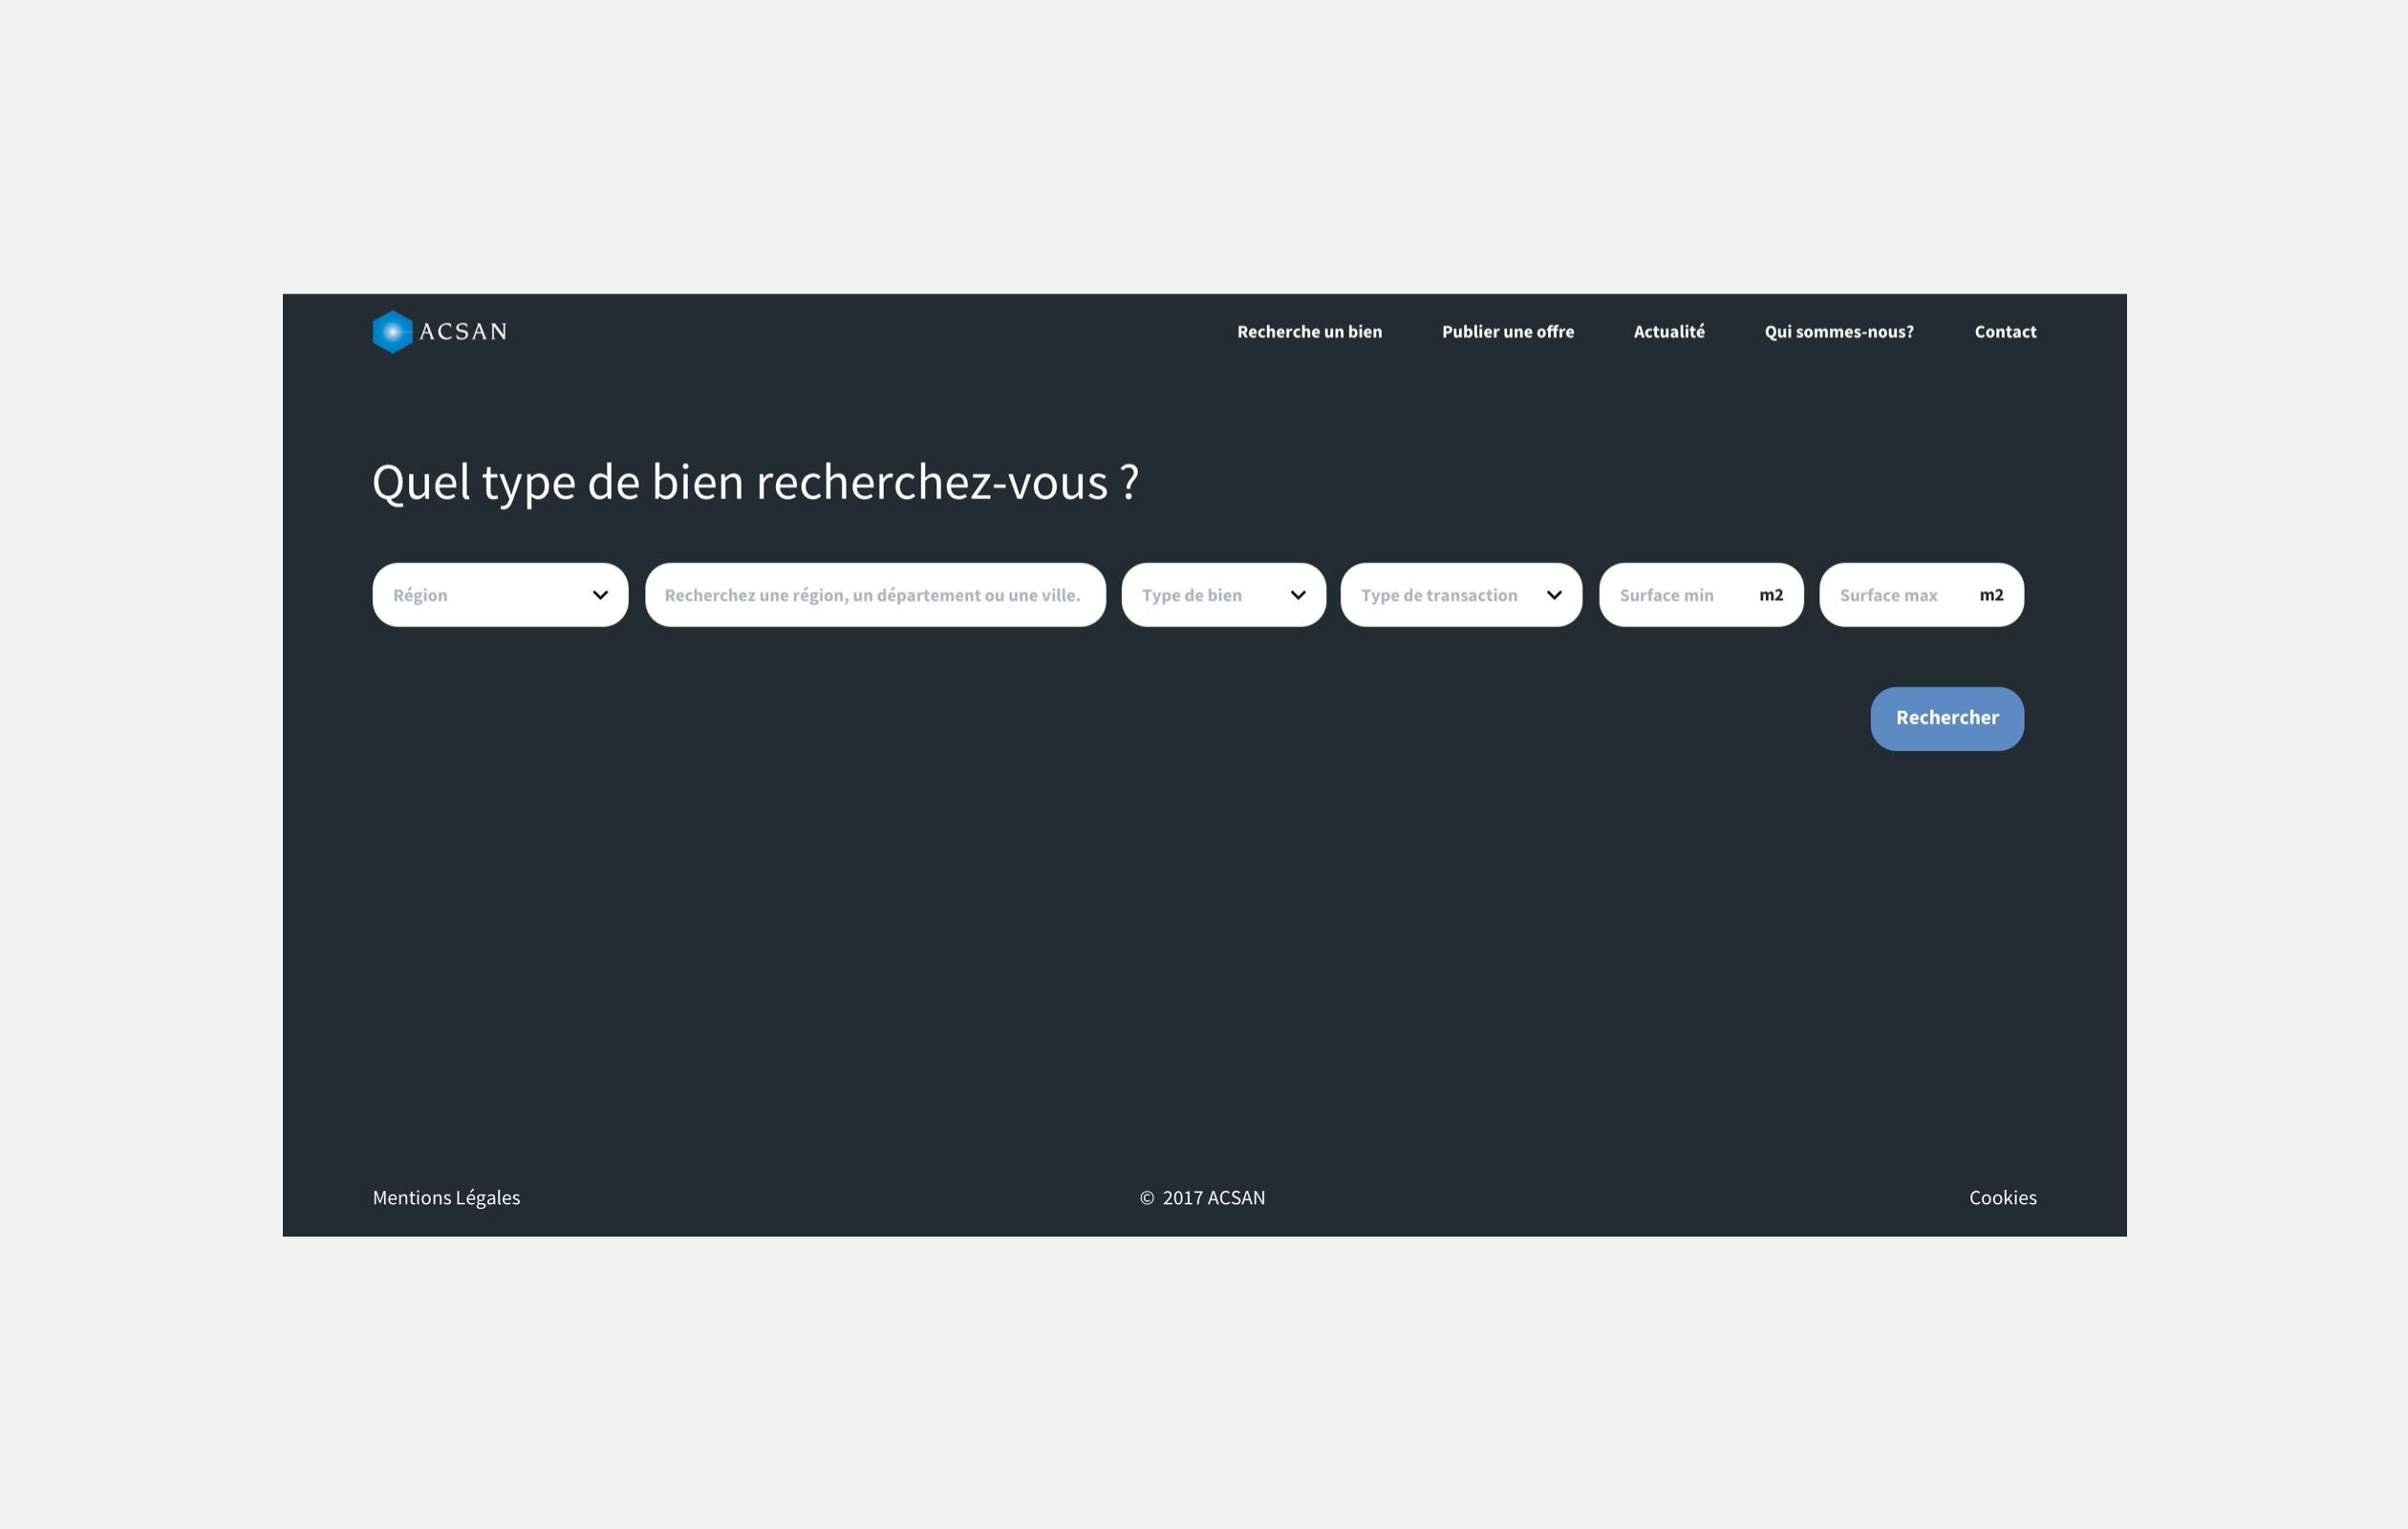 ACSAN
Recherche un bien
Publier une offre
Actualité
Qui sommes-nous?
Contact
Quel type de bien recherchez-vous ?
Région
Recherchez une région, un département ou une ville.
Type de bien
Type de transaction
Surface min
m2
Surface max
m2
Rechercher
Mentions Légales
© 2017 ACSAN
Cookies